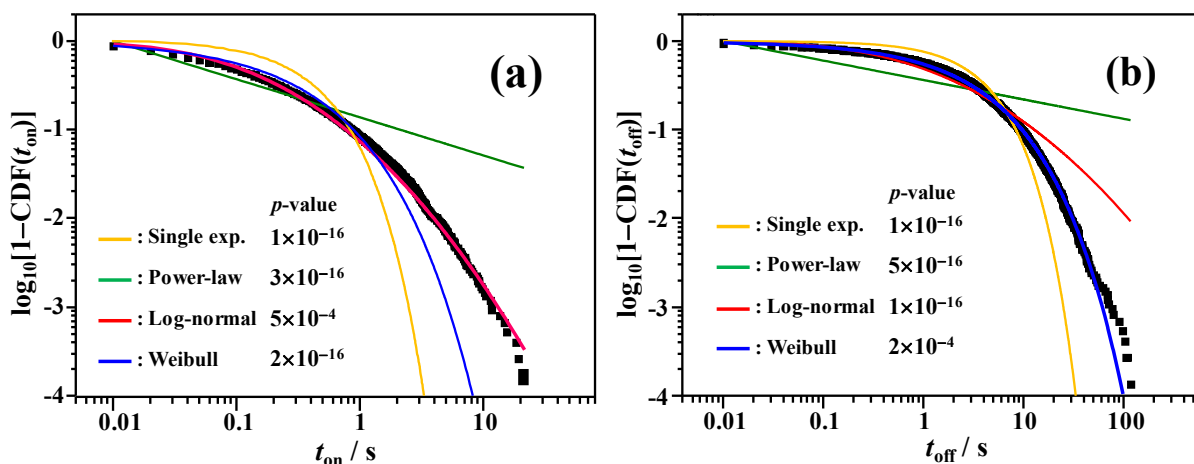 (a)
log₁₀[1−CDF(tₒₙ)]
0
-1
-2
-3
-4
p-value
: Single exp. 1×10⁻¹⁶
: Power-law 3×10⁻¹⁶
: Log-normal 5×10⁻⁴
: Weibull 2×10⁻¹⁶
0.01 0.1 1 10
t_on / s
(b)
log₁₀[1−CDF(t_off)]
0
-1
-2
-3
-4
p-value
: Single exp. 1×10⁻¹⁶
: Power-law 5×10⁻¹⁶
: Log-normal 1×10⁻¹⁶
: Weibull 2×10⁻⁴
0.01 0.1 1 10 100
t_off / s